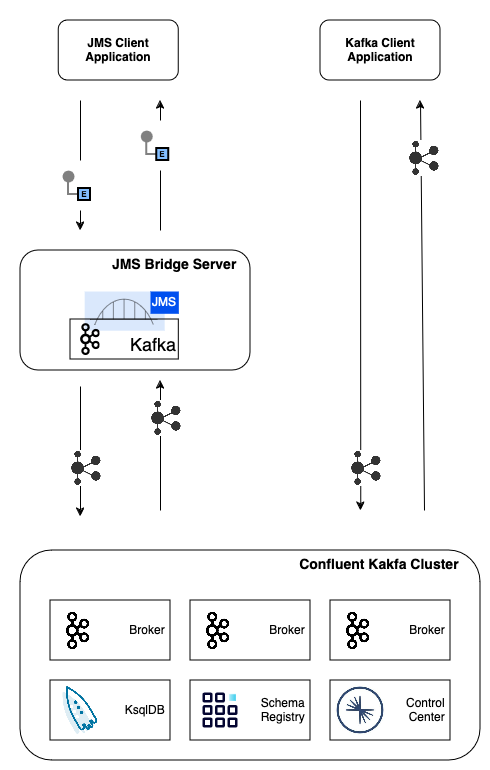 JMS Client
Application
Kafka Client
Application
E
E
JMS Bridge Server
JMS
Kafka
Confluent Kakfa Cluster
Broker
Broker
Broker
KsqlDB
Schema
Registry
Control
Center